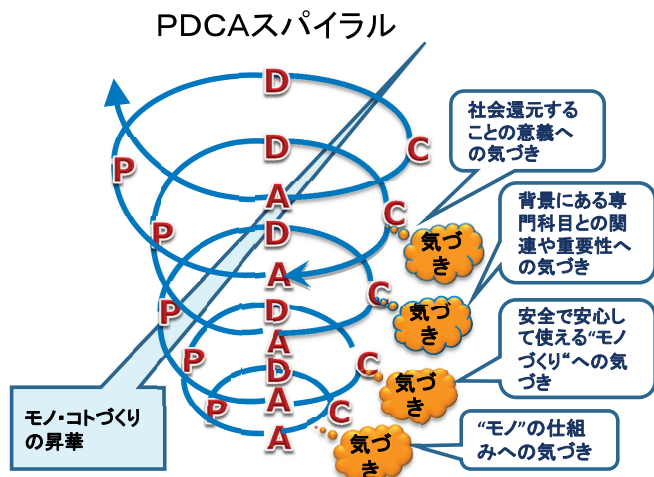 PDCAスパイラル
D
P
C
D
A
P
C
D
A
P
C
D
A
P
C
D
A
P
C
A
気づ
き
気づ
き
気づ
き
気づ
き
社会還元する
ことの意義へ
の気づき
背景にある専
門科目との関
連や重要性へ
の気づき
安全で安心し
て使える"モノ
づくり"への気
づき
"モノ"の仕組
みへの気づき
モノ・コトづくり
の昇華